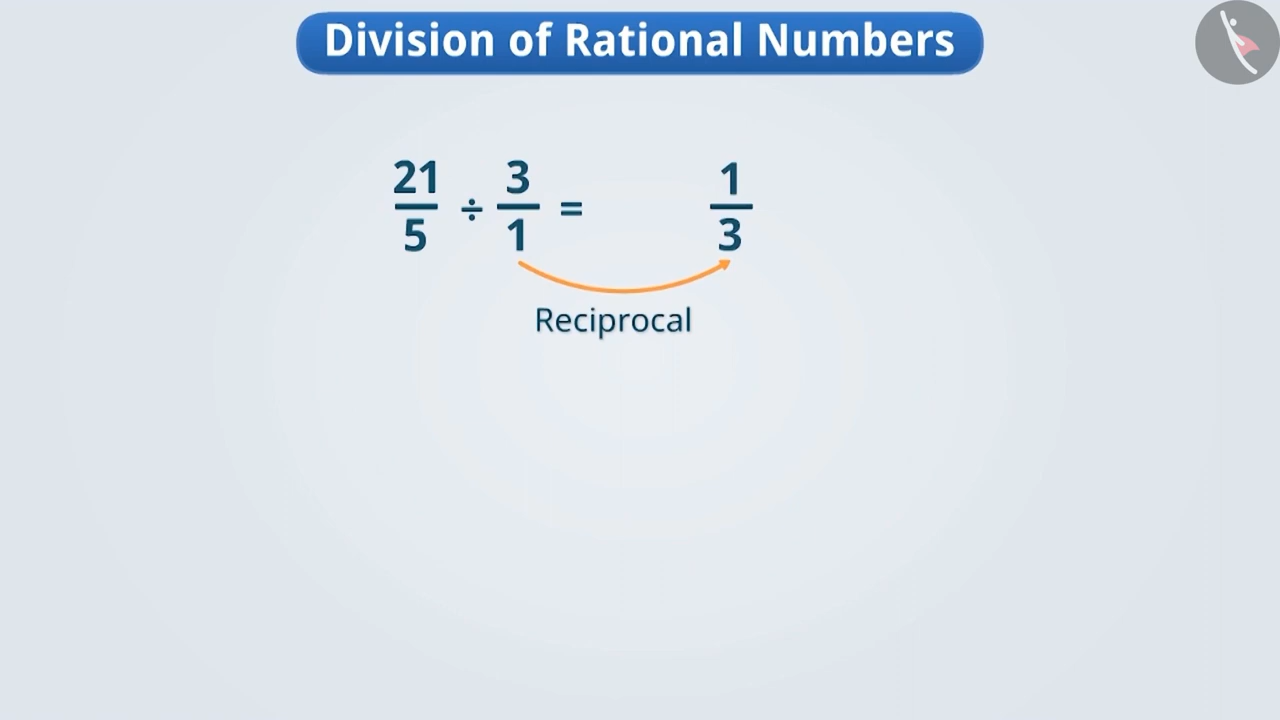 Division of Rational Numbers
21/5 ÷ 3/1 = 1/3
Reciprocal